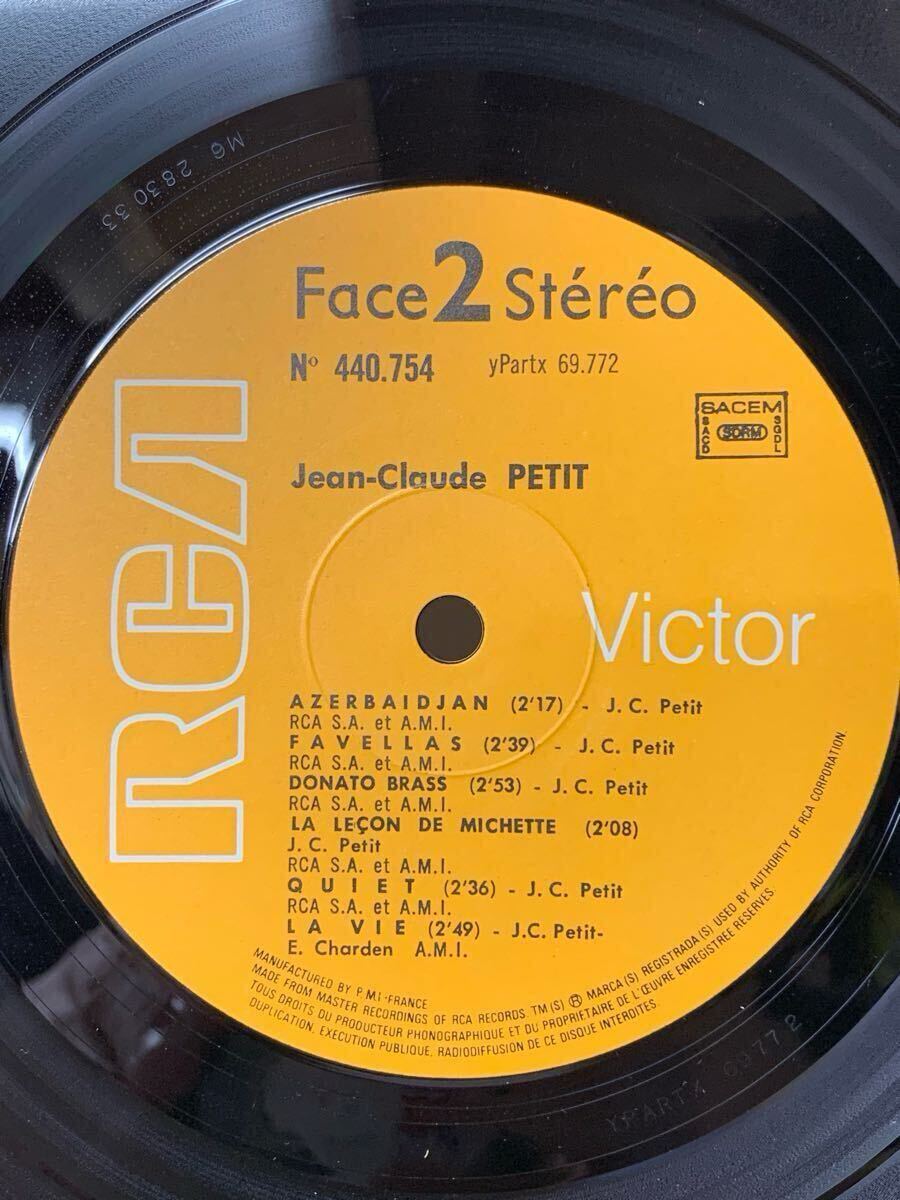 MG 2830 33
Face 2 Stéréo
Nº 440.754 yPartx 69.772
SACEM
SACD SDRM SGDL
Jean-Claude PETIT
RCA
Victor
AZERBAIDJAN (2'17) - J. C. Petit
RCA S.A. et A.M.I.
FAVELLAS (2'39) - J.C. Petit
RCA S.A. et A.M.I.
DONATO BRASS (2'53) - J.C. Petit
RCA S.A. et A.M.I.
LA LEÇON DE MICHETTE (2'08)
J. C. Petit
RCA S.A. et A.M.I.
QUIET (2'36) - J.C. Petit
RCA S.A. et A.M.I.
LA VIE (2'49) - J.C. Petit-
E. Charden A.M.I.
MANUFACTURED BY P.M.I-FRANCE
MADE FROM MASTER RECORDINGS OF RCA RECORDS. TM (S) ® MARCA (S) REGISTRADA (S) USED BY AUTHORITY OF RCA CORPORATION.
TOUS DROITS DU PRODUCTEUR PHONOGRAPHIQUE ET DU PROPRIETAIRE DE L'ŒUVRE ENREGISTREE RESERVES.
DUPLICATION, EXECUTION PUBLIQUE, RADIODIFFUSION DE CE DISQUE INTERDITES.
YPARTX 69772